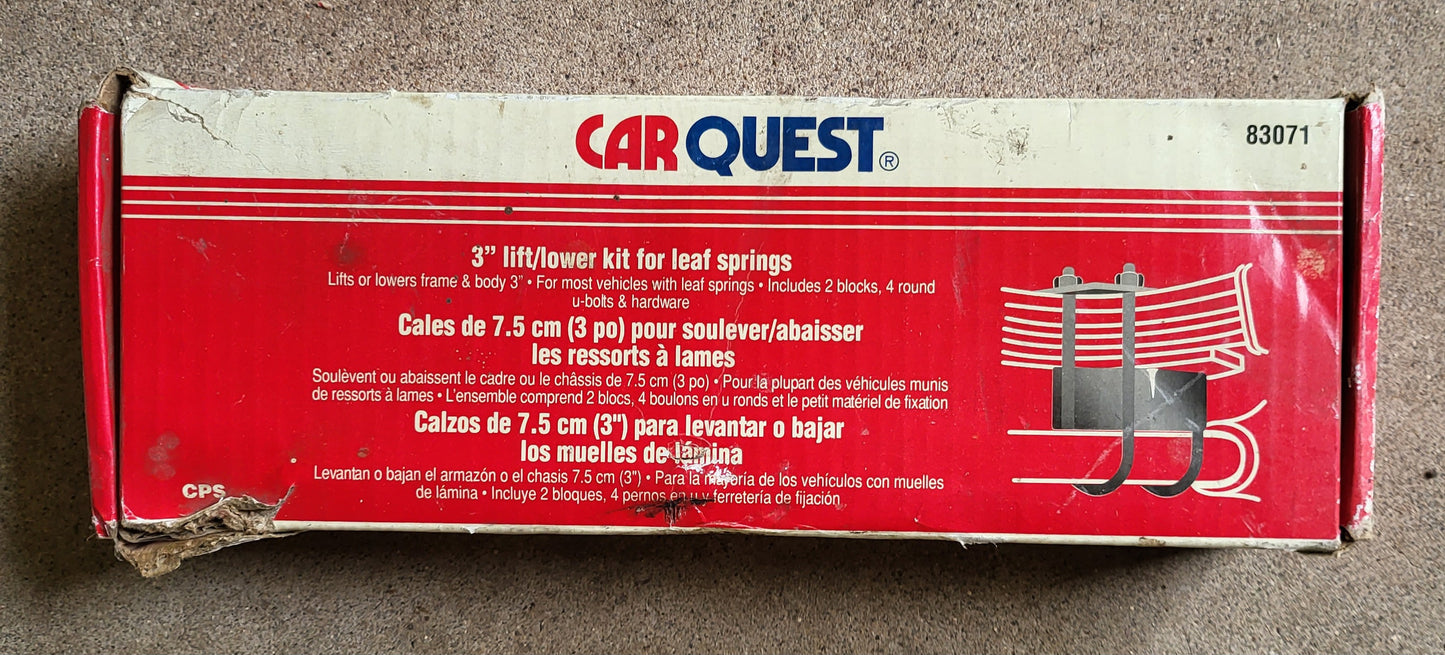 CARQUEST®
83071
3” lift/lower kit for leaf springs
Lifts or lowers frame & body 3” • For most vehicles with leaf springs • Includes 2 blocks, 4 round
u-bolts & hardware
Cales de 7.5 cm (3 po) pour soulever/abaisser
les ressorts à lames
Soulèvent ou abaissent le cadre ou le châssis de 7.5 cm (3 po) • Pour la plupart des véhicules munis
de ressorts à lames • L'ensemble comprend 2 blocs, 4 boulons en u ronds et le petit matériel de fixation
Calzos de 7.5 cm (3") para levantar o bajar
los muelles de lámina
Levantan o bajan el armazón o el chasis 7.5 cm (3") • Para la mayoría de los vehículos con muelles
de lámina • Incluye 2 bloques, 4 pernos en u y ferretería de fijación
CPS